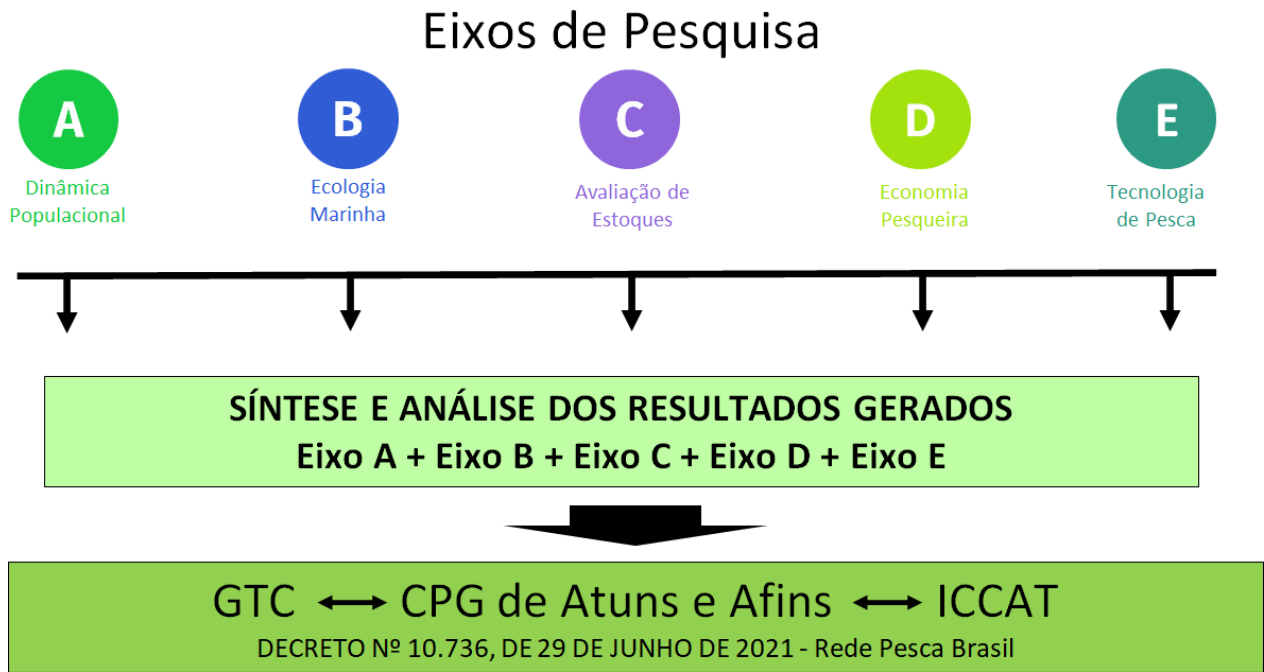 Eixos de Pesquisa
A
B
C
D
E
Dinâmica
Populacional
Ecologia
Marinha
Avaliação de
Estoques
Economia
Pesqueira
Tecnologia
de Pesca
SÍNTESE E ANÁLISE DOS RESULTADOS GERADOS
Eixo A + Eixo B + Eixo C + Eixo D + Eixo E
GTC ↔ CPG de Atuns e Afins ↔ ICCAT
DECRETO Nº 10.736, DE 29 DE JUNHO DE 2021 - Rede Pesca Brasil